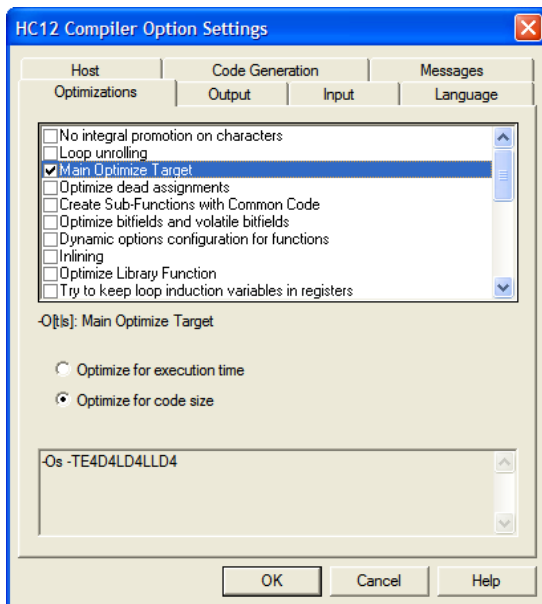 HC12 Compiler Option Settings
Host Code Generation Messages
Optimizations Output Input Language
No integral promotion on characters
Loop unrolling
Main Optimize Target
Optimize dead assignments
Create Sub-Functions with Common Code
Optimize bitfields and volatile bitfields
Dynamic options configuration for functions
Inlining
Optimize Library Function
Try to keep loop induction variables in registers
-O[t|s]: Main Optimize Target
Optimize for execution time
Optimize for code size
-Os -TE4D4LD4LLD4
OK Cancel Help